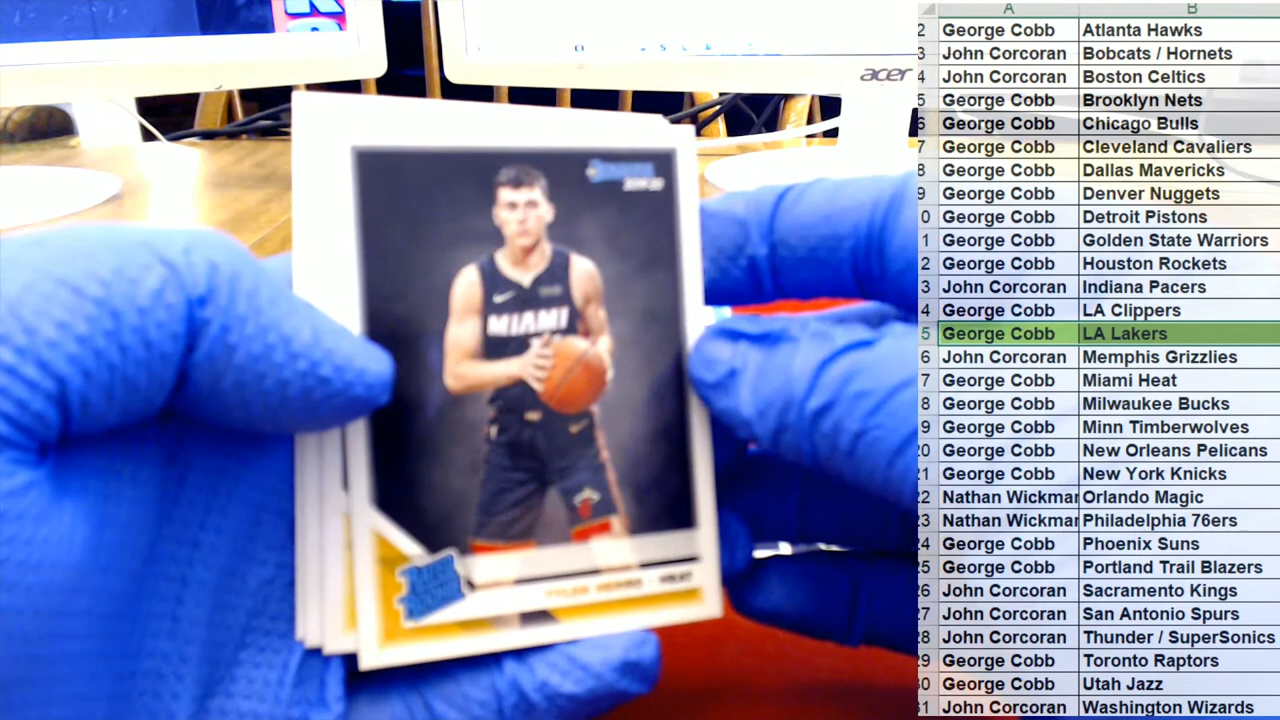 acer
MIAMI
TYLER HERRO - HEAT
A B
2 George Cobb Atlanta Hawks
3 John Corcoran Bobcats / Hornets
4 John Corcoran Boston Celtics
5 George Cobb Brooklyn Nets
6 George Cobb Chicago Bulls
7 George Cobb Cleveland Cavaliers
8 George Cobb Dallas Mavericks
9 George Cobb Denver Nuggets
0 George Cobb Detroit Pistons
1 George Cobb Golden State Warriors
2 George Cobb Houston Rockets
3 John Corcoran Indiana Pacers
4 George Cobb LA Clippers
5 George Cobb LA Lakers
6 John Corcoran Memphis Grizzlies
7 George Cobb Miami Heat
8 George Cobb Milwaukee Bucks
9 George Cobb Minn Timberwolves
20 George Cobb New Orleans Pelicans
21 George Cobb New York Knicks
22 Nathan Wickmar Orlando Magic
23 Nathan Wickmar Philadelphia 76ers
24 George Cobb Phoenix Suns
25 George Cobb Portland Trail Blazers
26 John Corcoran Sacramento Kings
27 John Corcoran San Antonio Spurs
28 John Corcoran Thunder / SuperSonics
29 George Cobb Toronto Raptors
30 George Cobb Utah Jazz
31 John Corcoran Washington Wizards